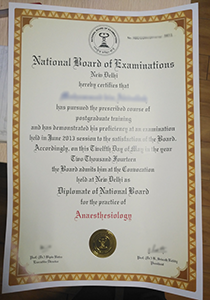 National Board of Examinations
New Delhi
hereby certifies that
has pursued the prescribed course of
postgraduate training
and has demonstrated his proficiency at an examination
held in June 2013 session to the satisfaction of the Board.
Accordingly, on this Twelfth Day of May in the year
Two Thousand Fourteen
the Board admits him at the Convocation
held at New Delhi as
Diplomate of National Board
for the practice of
Anaesthesiology
Executive Director
President